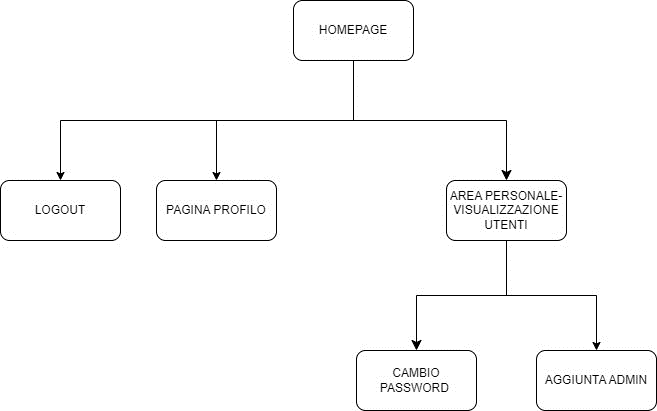 HOMEPAGE
LOGOUT
PAGINA PROFILO
AREA PERSONALE-
VISUALIZZAZIONE
UTENTI
CAMBIO
PASSWORD
AGGIUNTA ADMIN